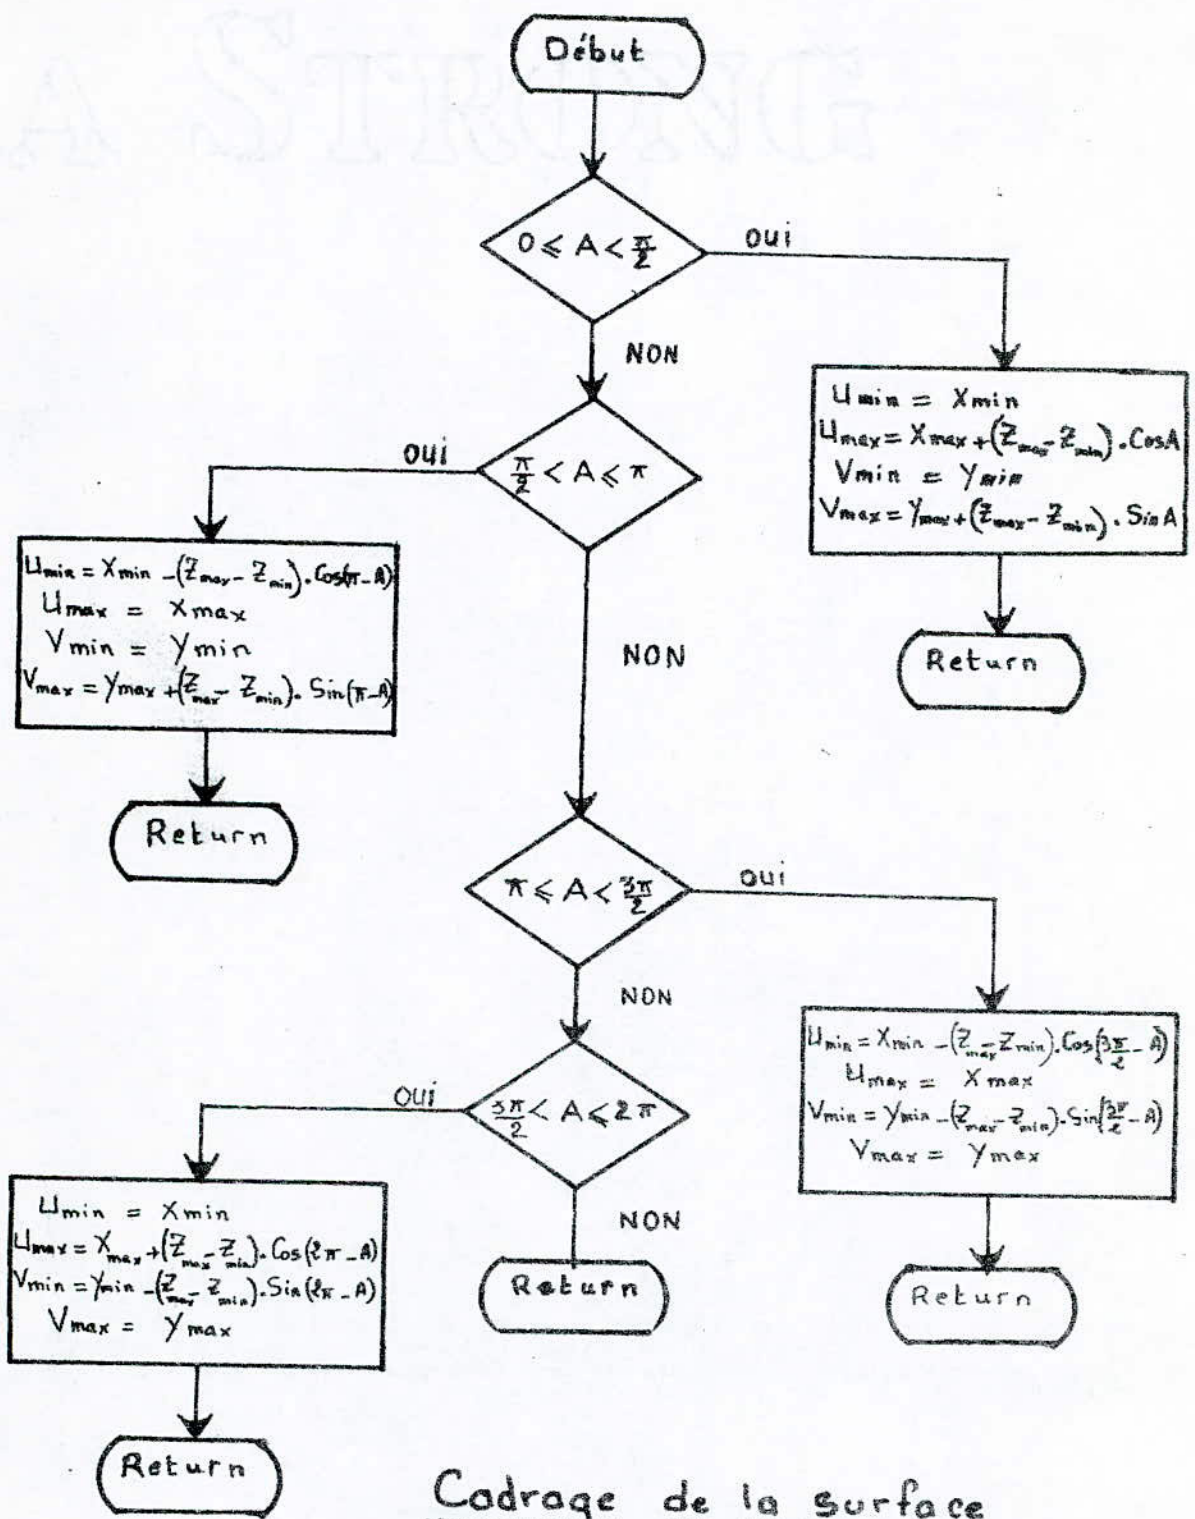 Début
0 ≤ A < π/2
OUI
NON
Umin = Xmin
Umax = Xmax + (Zmax - Zmin) . CosA
Vmin = Ymin
Vmax = Ymax + (Zmax - Zmin) . SinA
Return
π/2 < A ≤ π
OUI
NON
Umin = Xmin - (Zmax - Zmin) . Cos(π - A)
Umax = Xmax
Vmin = Ymin
Vmax = Ymax + (Zmax - Zmin) . Sin(π - A)
Return
π ≤ A < 3π/2
OUI
NON
Umin = Xmin - (Zmax - Zmin) . Cos(3π/2 - A)
Umax = Xmax
Vmin = Ymin - (Zmax - Zmin) . Sin(3π/2 - A)
Vmax = Ymax
Return
3π/2 < A ≤ 2π
OUI
NON
Umin = Xmin
Umax = Xmax + (Zmax - Zmin) . Cos(2π - A)
Vmin = Ymin - (Zmax - Zmin) . Sin(2π - A)
Vmax = Ymax
Return
Return
Cadrage de la surface
A STRONG